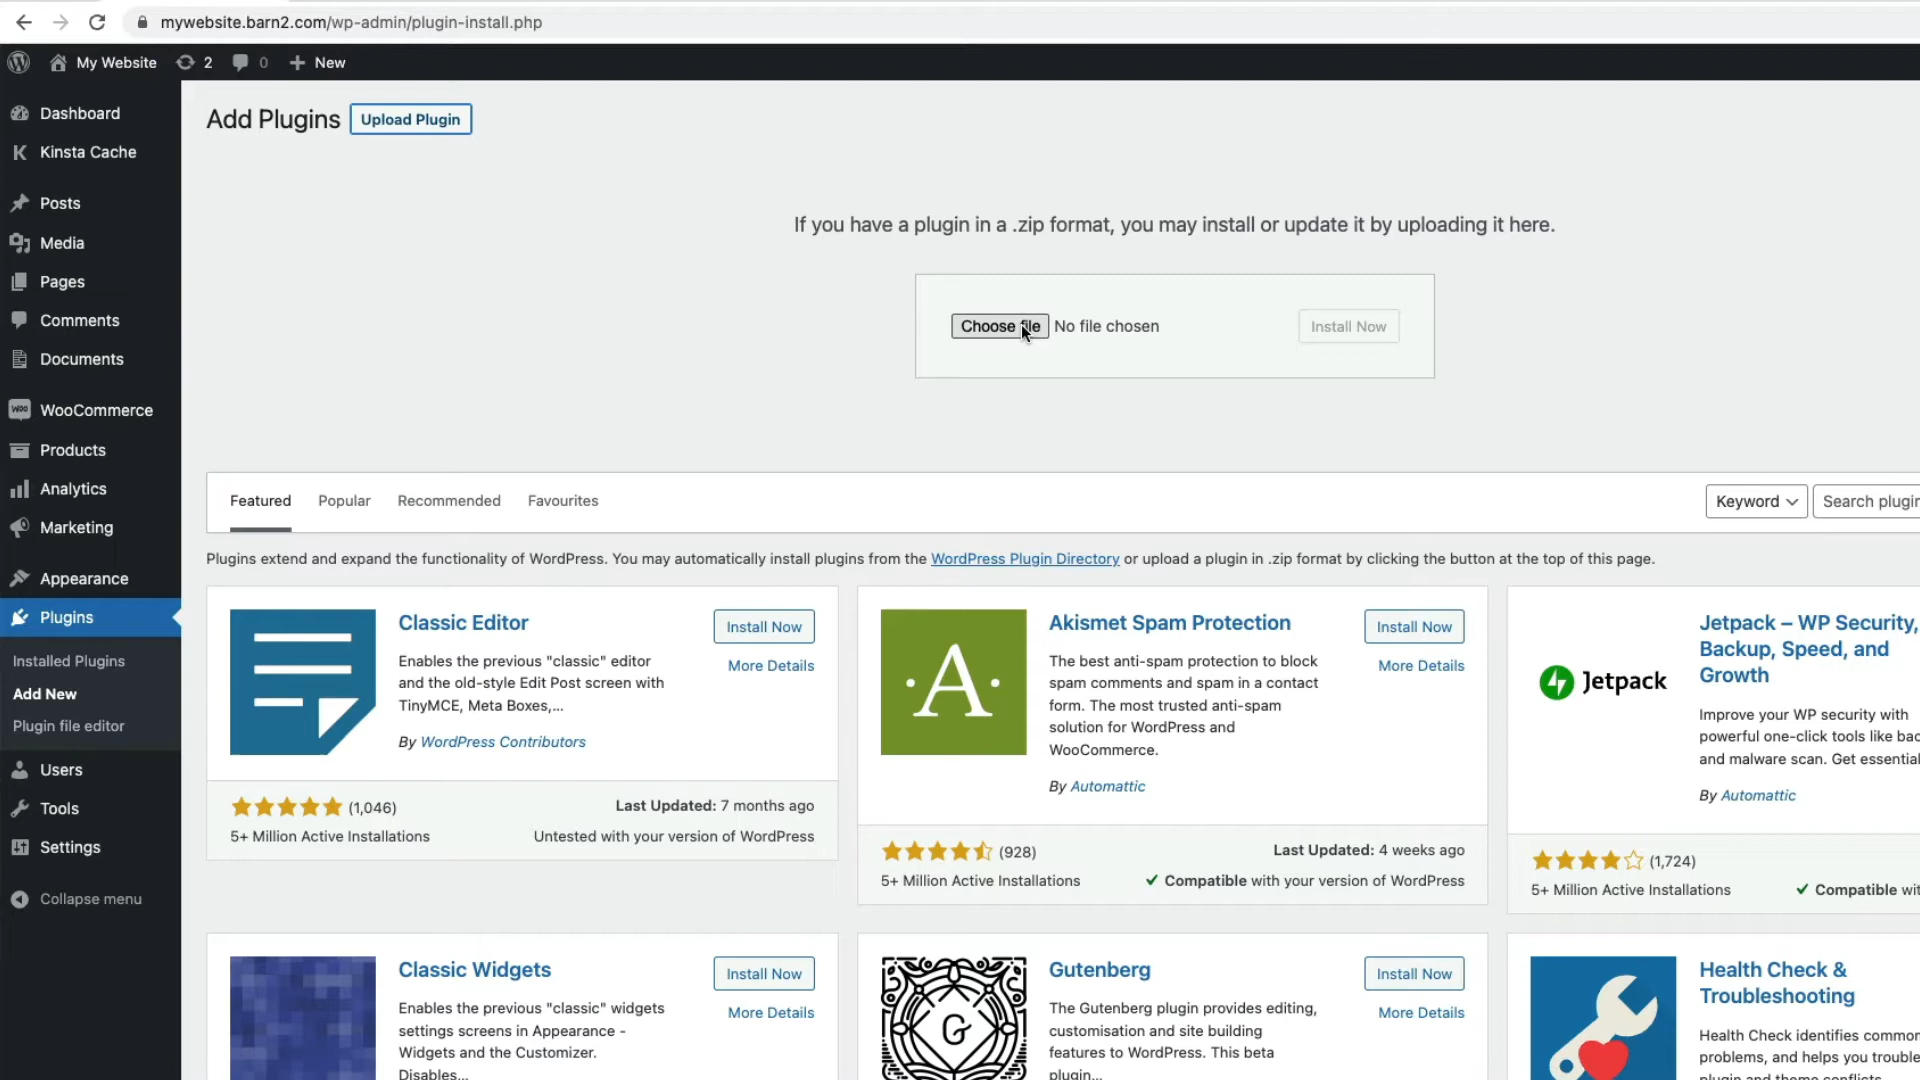 mywebsite.barn2.com/wp-admin/plugin-install.php
My Website 2 0 New
Dashboard
Kinsta Cache
Posts
Media
Pages
Comments
Documents
WooCommerce
Products
Analytics
Marketing
Appearance
Plugins
Installed Plugins
Add New
Plugin file editor
Users
Tools
Settings
Collapse menu
Add Plugins Upload Plugin
If you have a plugin in a .zip format, you may install or update it by uploading it here.
Choose file No file chosen Install Now
Featured Popular Recommended Favourites Keyword Search plugin
Plugins extend and expand the functionality of WordPress. You may automatically install plugins from the WordPress Plugin Directory or upload a plugin in .zip format by clicking the button at the top of this page.
Classic Editor
Install Now
More Details
Enables the previous "classic" editor
and the old-style Edit Post screen with
TinyMCE, Meta Boxes,...
By WordPress Contributors
(1,046)
Last Updated: 7 months ago
5+ Million Active Installations
Untested with your version of WordPress
A
Akismet Spam Protection
Install Now
More Details
The best anti-spam protection to block
spam comments and spam in a contact
form. The most trusted anti-spam
solution for WordPress and
WooCommerce.
By Automattic
(928)
Last Updated: 4 weeks ago
5+ Million Active Installations
Compatible with your version of WordPress
Jetpack
Jetpack – WP Security,
Backup, Speed, and
Growth
Improve your WP security with
powerful one-click tools like bac
and malware scan. Get essential
By Automattic
(1,724)
5+ Million Active Installations
Compatible wit
Classic Widgets
Install Now
More Details
Enables the previous "classic" widgets
settings screens in Appearance -
Widgets and the Customizer.
Disables...
G
Gutenberg
Install Now
More Details
The Gutenberg plugin provides editing,
customisation and site building
features to WordPress. This beta
plugin...
Health Check &
Troubleshooting
Health Check identifies common
problems, and helps you trouble
plugin and theme conflicts